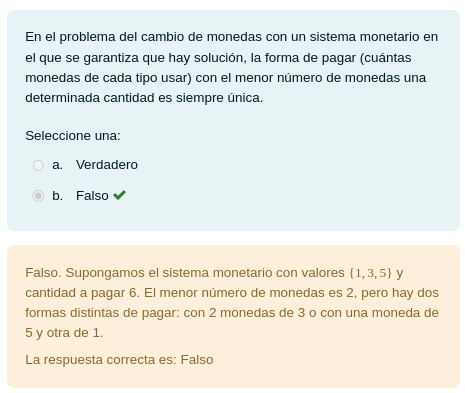 En el problema del cambio de monedas con un sistema monetario en
el que se garantiza que hay solución, la forma de pagar (cuántas
monedas de cada tipo usar) con el menor número de monedas una
determinada cantidad es siempre única.
Seleccione una:
a. Verdadero
b. Falso
Falso. Supongamos el sistema monetario con valores {1, 3, 5} y
cantidad a pagar 6. El menor número de monedas es 2, pero hay dos
formas distintas de pagar: con 2 monedas de 3 o con una moneda de
5 y otra de 1.
La respuesta correcta es: Falso